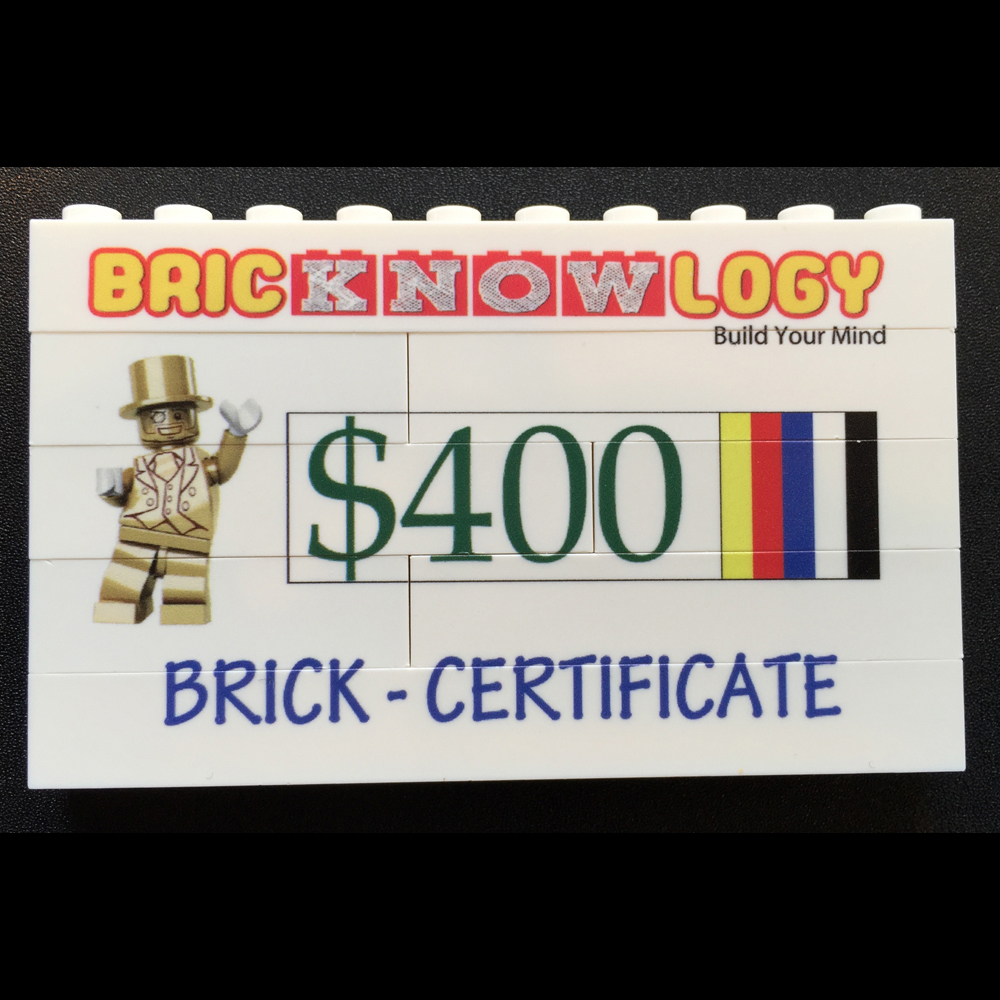 BRICKNOWLOGY
Build Your Mind
$400
BRICK - CERTIFICATE